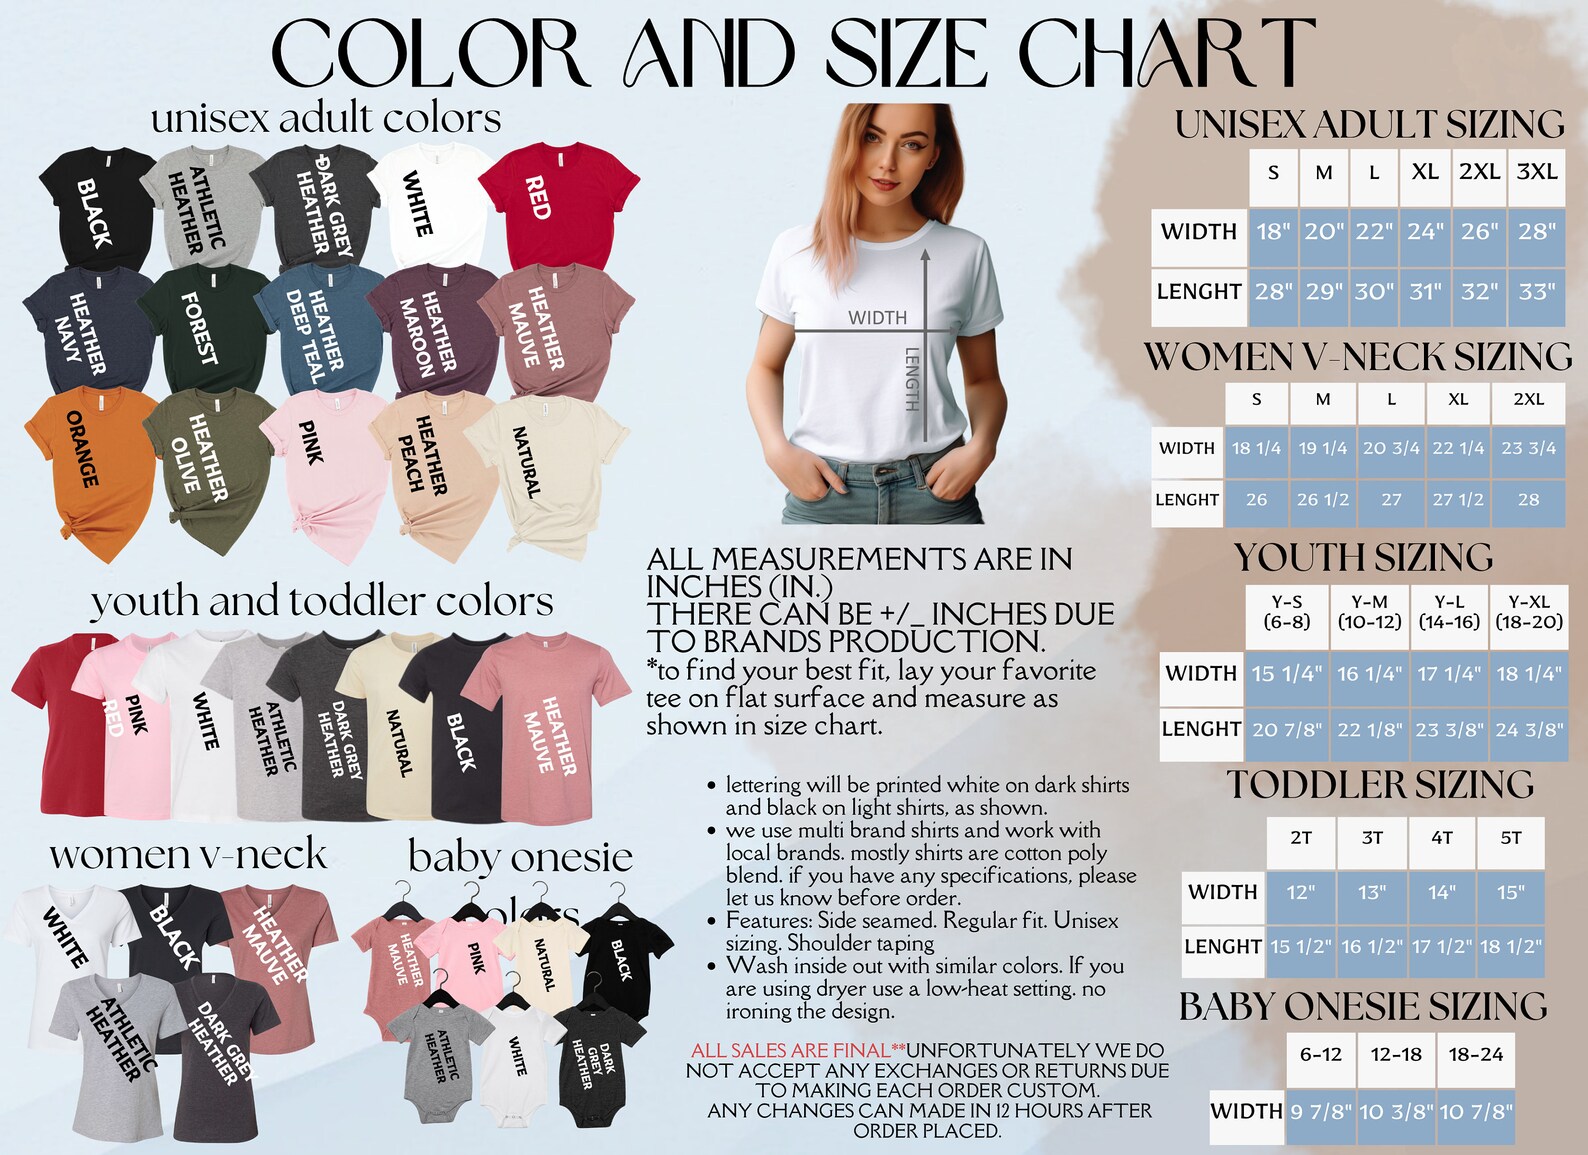 COLOR AND SIZE CHART
unisex adult colors
BLACK
ATHLETIC
HEATHER
DARK GREY
HEATHER
WHITE
RED
HEATHER
NAVY
FOREST
HEATHER
DEEP TEAL
HEATHER
MAROON
HEATHER
MAUVE
ORANGE
HEATHER
OLIVE
PINK
HEATHER
PEACH
NATURAL
youth and toddler colors
RED
PINK
WHITE
ATHLETIC
HEATHER
DARK GREY
HEATHER
NATURAL
BLACK
HEATHER
MAUVE
women v-neck
WHITE
BLACK
HEATHER
MAUVE
ATHLETIC
HEATHER
DARK GREY
HEATHER
baby onesie
colors
HEATHER
MAUVE
PINK
NATURAL
BLACK
ATHLETIC
HEATHER
WHITE
DARK
GREY
HEATHER
WIDTH
LENGTH
ALL MEASUREMENTS ARE IN
INCHES (IN.)
THERE CAN BE +/_ INCHES DUE
TO BRANDS PRODUCTION.
*to find your best fit, lay your favorite
tee on flat surface and measure as
shown in size chart.
• lettering will be printed white on dark shirts
and black on light shirts, as shown.
• we use multi brand shirts and work with
local brands. mostly shirts are cotton poly
blend. if you have any specifications, please
let us know before order.
• Features: Side seamed. Regular fit. Unisex
sizing. Shoulder taping
• Wash inside out with similar colors. If you
are using dryer use a low-heat setting. no
ironing the design.
ALL SALES ARE FINAL**UNFORTUNATELY WE DO
NOT ACCEPT ANY EXCHANGES OR RETURNS DUE
TO MAKING EACH ORDER CUSTOM.
ANY CHANGES CAN MADE IN 12 HOURS AFTER
ORDER PLACED.
UNISEX ADULT SIZING
S M L XL 2XL 3XL
WIDTH 18" 20" 22" 24" 26" 28"
LENGHT 28" 29" 30" 31" 32" 33"
WOMEN V-NECK SIZING
S M L XL 2XL
WIDTH 18 1/4 19 1/4 20 3/4 22 1/4 23 3/4
LENGHT 26 26 1/2 27 27 1/2 28
YOUTH SIZING
Y-S Y-M Y-L Y-XL
(6-8) (10-12) (14-16) (18-20)
WIDTH 15 1/4" 16 1/4" 17 1/4" 18 1/4"
LENGHT 20 7/8" 22 1/8" 23 3/8" 24 3/8"
TODDLER SIZING
2T 3T 4T 5T
WIDTH 12" 13" 14" 15"
LENGHT 15 1/2" 16 1/2" 17 1/2" 18 1/2"
BABY ONESIE SIZING
6-12 12-18 18-24
WIDTH 9 7/8" 10 3/8" 10 7/8"